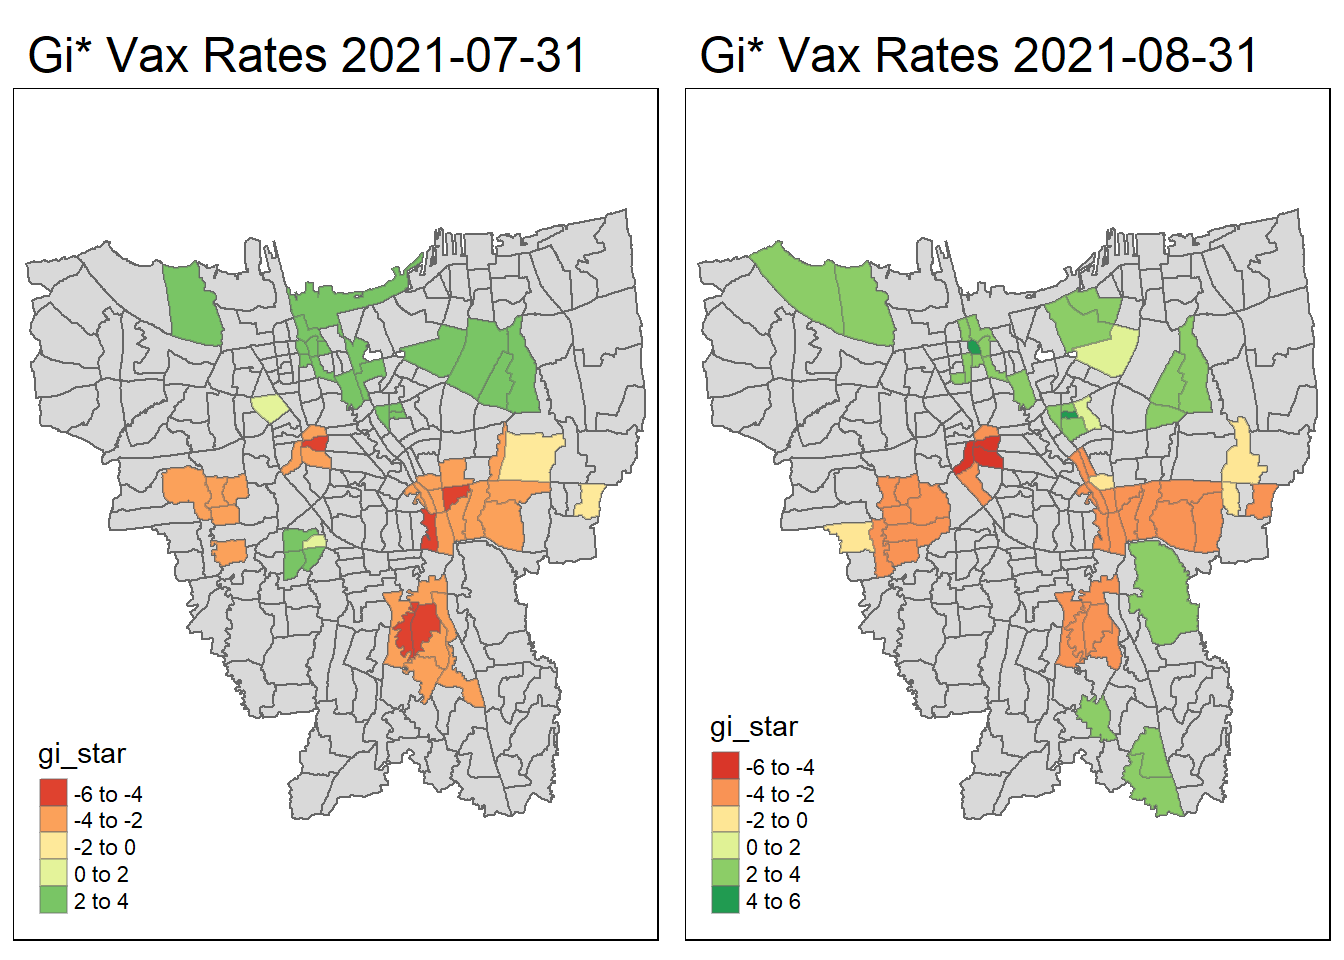 Gi* Vax Rates 2021-07-31
gi_star
-6 to -4
-4 to -2
-2 to 0
0 to 2
2 to 4
Gi* Vax Rates 2021-08-31
gi_star
-6 to -4
-4 to -2
-2 to 0
0 to 2
2 to 4
4 to 6